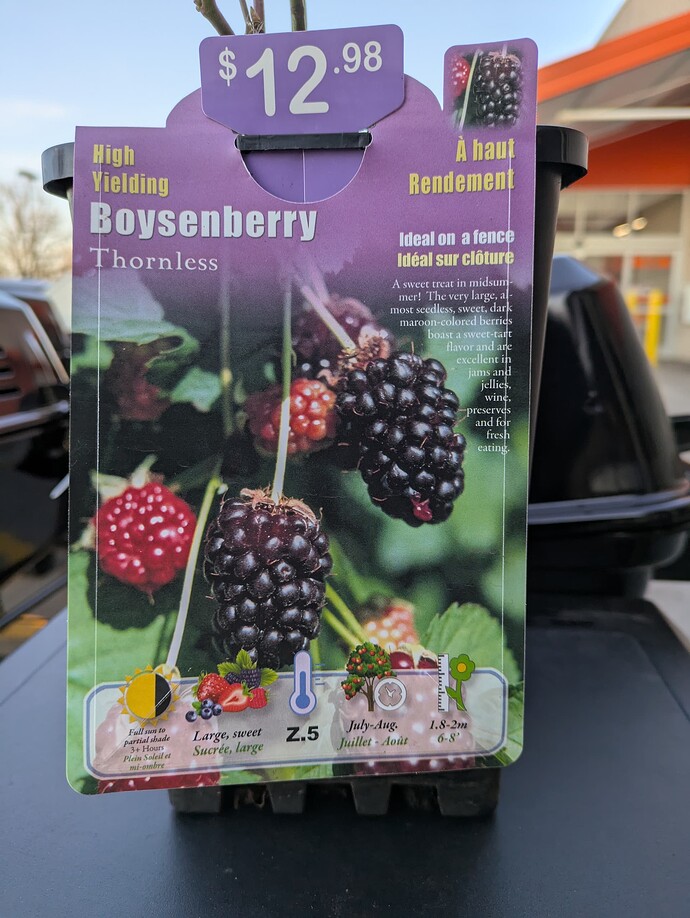 $12.98
High
Yielding
À haut
Rendement
Boysenberry
Thornless
Ideal on a fence
Idéal sur clôture
A sweet treat in midsum-
mer! The very large, al-
most seedless, sweet, dark
maroon-colored berries
boast a sweet-tart
flavor and are
excellent in
jams and
jellies,
wine,
preserves
and for
fresh
eating.
Full sun to
partial shade
3+ Hours
Plein Soleil et
mi-ombre
Large, sweet
Sucrée, large
Z.5
July-Aug.
Juillet - Août
1.8-2m
6-8'